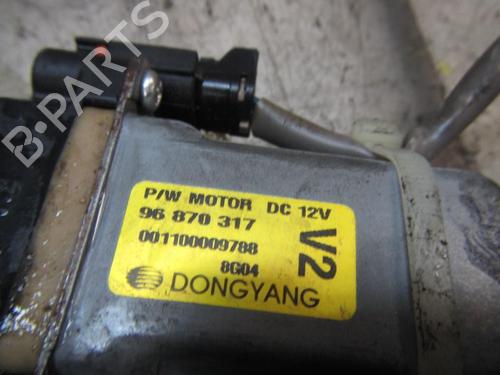 B-PARTS
P/W MOTOR DC 12V
96 870 317
001100009788
8G04
V2
DONGYANG